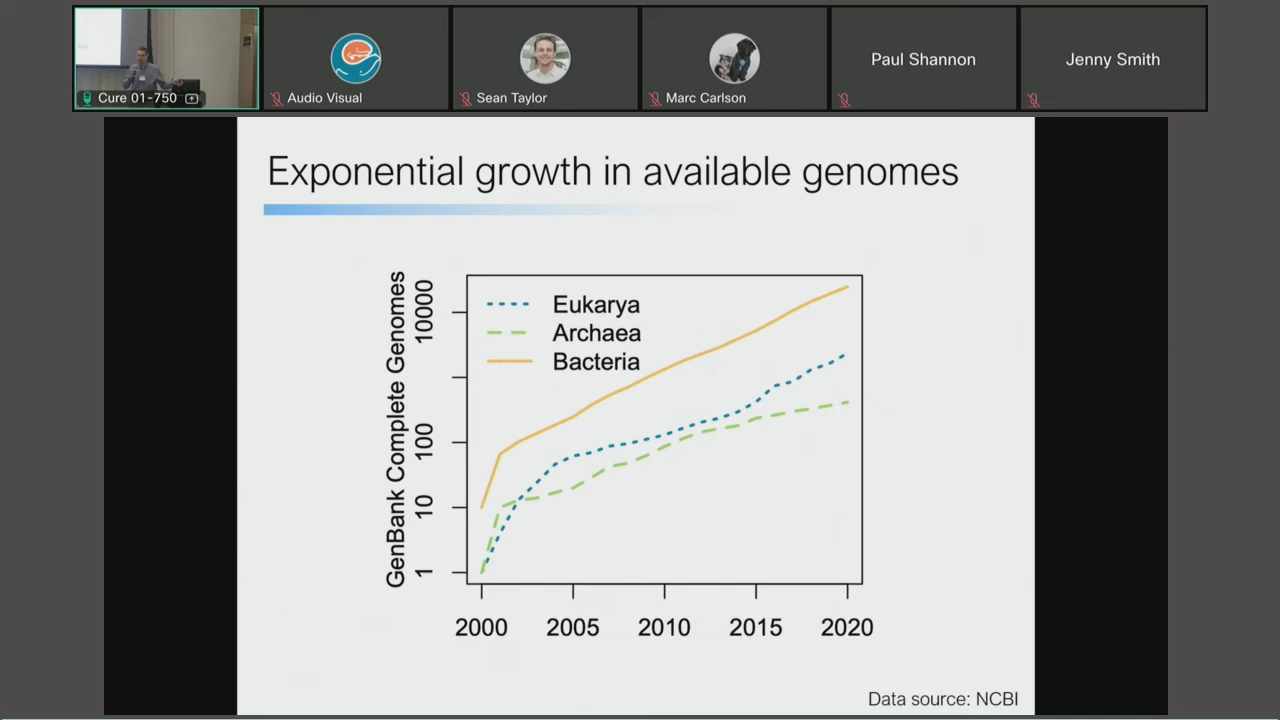 Cure 01-750
Audio Visual
Sean Taylor
Marc Carlson
Paul Shannon
Jenny Smith
Exponential growth in available genomes
GenBank Complete Genomes
10000
100
10
1
Eukarya
Archaea
Bacteria
2000 2005 2010 2015 2020
Data source: NCBI